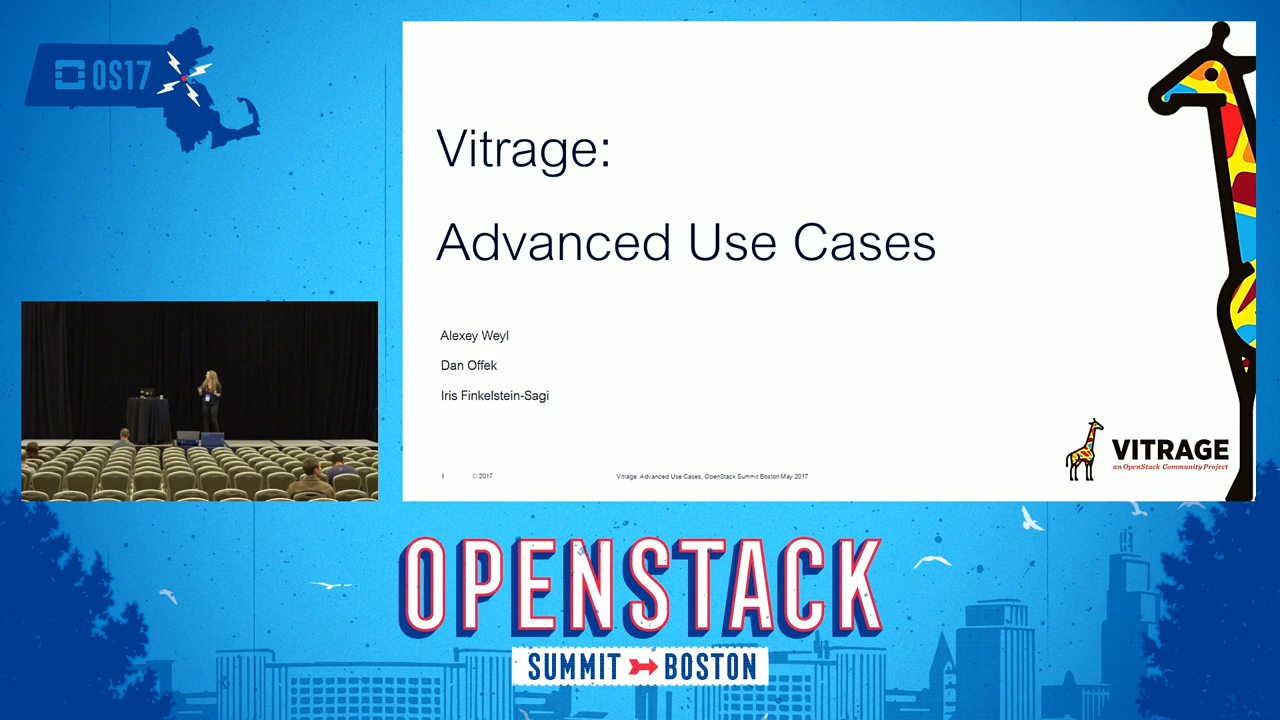 OS17
Vitrage:
Advanced Use Cases
Alexey Weyl
Dan Offek
Iris Finkelstein-Sagi
VITRAGE
an OpenStack Community Project
1
© 2017
Vitrage: Advanced Use Cases, OpenStack Summit Boston May 2017
OPENSTACK
SUMMIT BOSTON